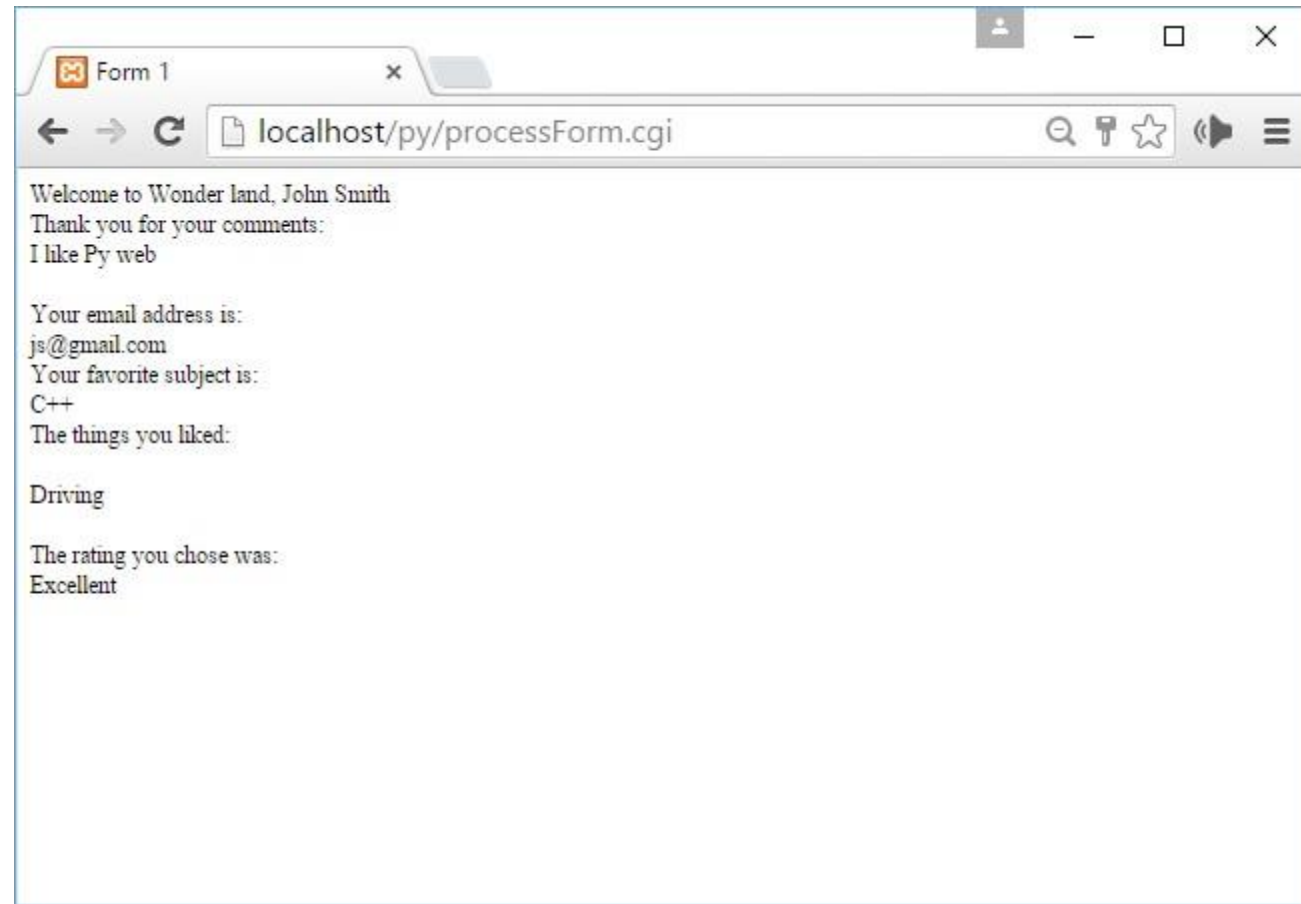 Form 1
localhost/py/processForm.cgi
Welcome to Wonder land, John Smith
Thank you for your comments:
I like Py web
Your email address is:
js@gmail.com
Your favorite subject is:
C++
The things you liked:
Driving
The rating you chose was:
Excellent